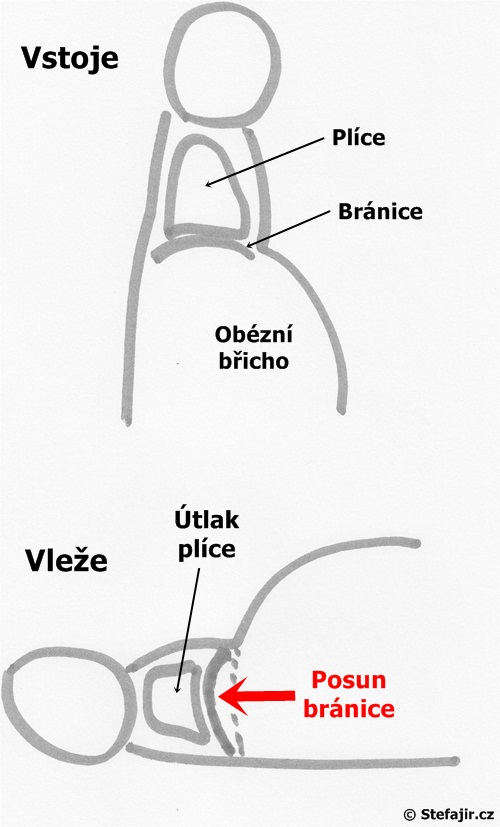 Vstoje
Plíce
Bránice
Obézní
břicho
Útlak
plíce
Vleže
Posun
bránice
© Stefajir.cz